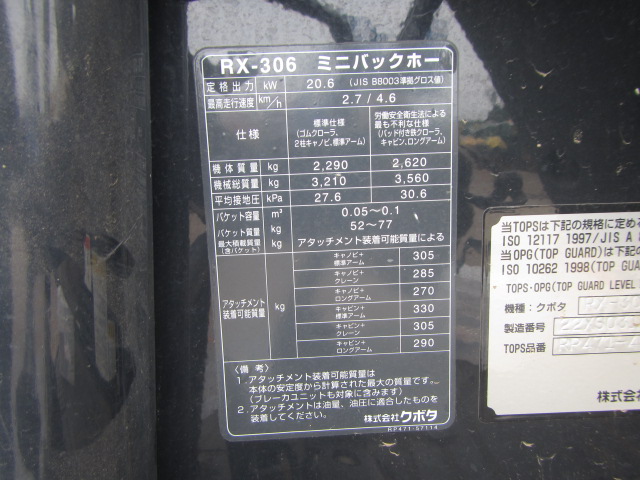 RX-306 ミニバックホー
定格出力 kW 20.6 (JIS B8003準拠グロス値)
最高走行速度 km/h 2.7 / 4.6
仕様 標準仕様 (ゴムクローラ、2柱キャノピ、標準アーム) 労働安全衛生法による最も不利な仕様 (パッド付き鉄クローラ、キャビン、ロングアーム)
機体質量 kg 2,290 2,620
機械総質量 kg 3,210 3,560
平均接地圧 kPa 27.6 30.6
バケット容量 m³ 0.05～0.1
バケット質量 kg 52～77
最大積載質量 (含バケット) kg アタッチメント装着可能質量による
アタッチメント装着可能質量 kg
キャノピ+標準アーム 305
キャノピ+クレーン 285
キャノピ+ロングアーム 270
キャビン+標準アーム 330
キャビン+クレーン 305
キャビン+ロングアーム 290
〈備考〉
1.アタッチメント装着可能質量は
本体の安定度から計算された最大の質量です。
(ブレーカユニットも対象に含みます)
2.アタッチメントは油量、油圧に適合したものを
装着してください。
株式会社クボタ
RP471-57114
当TOPSは下記の規格に定め
ISO 12117 1997/JIS A
当OPG(TOP GUARD)は下記の
ISO 10262 1998(TOP GUAR
TOPS-OPG(TOP GUARD LEVEL
機種：クボタ
製造番号
TOPS品番
株式会